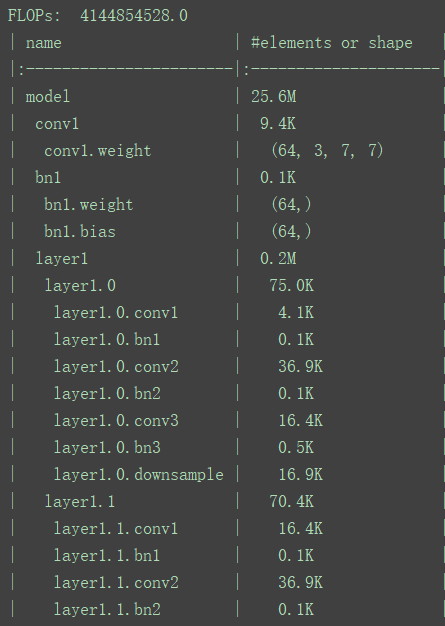 FLOPs:  4144854528.0
| name                   | #elements or shape   |
|:-----------------------|:---------------------|
| model                  | 25.6M                |
|  conv1                 |  9.4K                |
|   conv1.weight         |   (64, 3, 7, 7)      |
|  bn1                   |  0.1K                |
|   bn1.weight           |   (64,)              |
|   bn1.bias             |   (64,)              |
|  layer1                |  0.2M                |
|   layer1.0             |   75.0K              |
|    layer1.0.conv1      |    4.1K              |
|    layer1.0.bn1        |    0.1K              |
|    layer1.0.conv2      |    36.9K             |
|    layer1.0.bn2        |    0.1K              |
|    layer1.0.conv3      |    16.4K             |
|    layer1.0.bn3        |    0.5K              |
|    layer1.0.downsample |    16.9K             |
|   layer1.1             |   70.4K              |
|    layer1.1.conv1      |    16.4K             |
|    layer1.1.bn1        |    0.1K              |
|    layer1.1.conv2      |    36.9K             |
|    layer1.1.bn2        |    0.1K              |